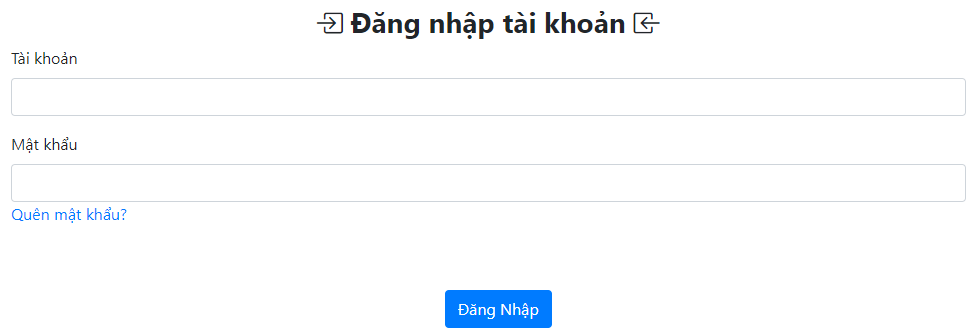 Đăng nhập tài khoản
Tài khoản
Mật khẩu
Quên mật khẩu?
Đăng Nhập